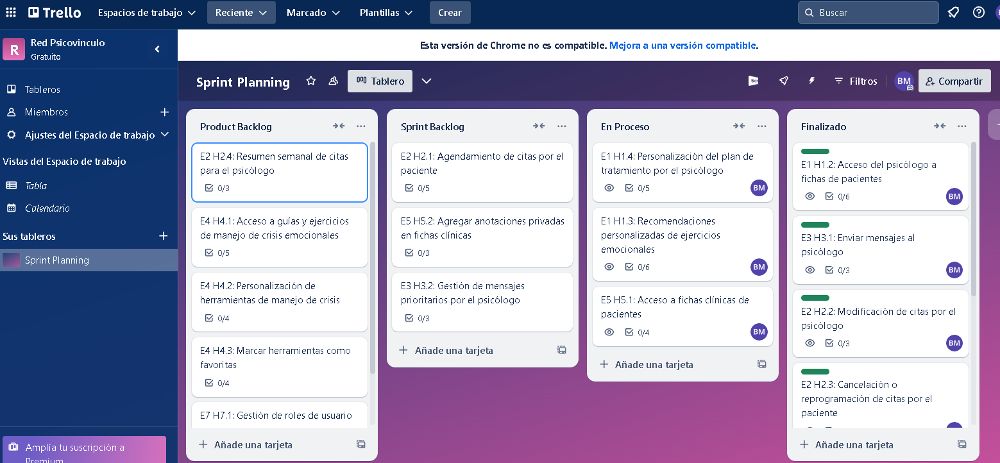 Trello
Espacios de trabajo
Reciente
Marcado
Plantillas
Crear
Buscar
R
Red Psicovinculo
Gratuito
Tableros
Miembros
Ajustes del Espacio de trabajo
Vistas del Espacio de trabajo
Tabla
Calendario
Sus tableros
Sprint Planning
Amplía tu suscripción a
Premium
Esta versión de Chrome no es compatible. Mejora a una versión compatible.
Sprint Planning
Tablero
Filtros
BM
Compartir
Product Backlog
E2 H2.4: Resumen semanal de citas
para el psicólogo
0/3
E4 H4.1: Acceso a guías y ejercicios
de manejo de crisis emocionales
0/5
E4 H4.2: Personalización de
herramientas de manejo de crisis
0/4
E4 H4.3: Marcar herramientas como
favoritas
0/4
E7 H7.1: Gestión de roles de usuario
Añade una tarjeta
Sprint Backlog
E2 H2.1: Agendamiento de citas por el
paciente
0/5
E5 H5.2: Agregar anotaciones privadas
en fichas clínicas
0/3
E3 H3.2: Gestión de mensajes
prioritarios por el psicólogo
0/3
Añade una tarjeta
En Proceso
E1 H1.4: Personalización del plan de
tratamiento por el psicólogo
0/5
BM
E1 H1.3: Recomendaciones
personalizadas de ejercicios
emocionales
0/6
BM
E5 H5.1: Acceso a fichas clínicas de
pacientes
0/4
BM
Añade una tarjeta
Finalizado
E1 H1.2: Acceso del psicólogo a
fichas de pacientes
0/6
BM
E3 H3.1: Enviar mensajes al
psicólogo
0/3
BM
E2 H2.2: Modificación de citas por el
psicólogo
0/3
BM
E2 H2.3: Cancelación o
reprogramación de citas por el
paciente
Añade una tarjeta